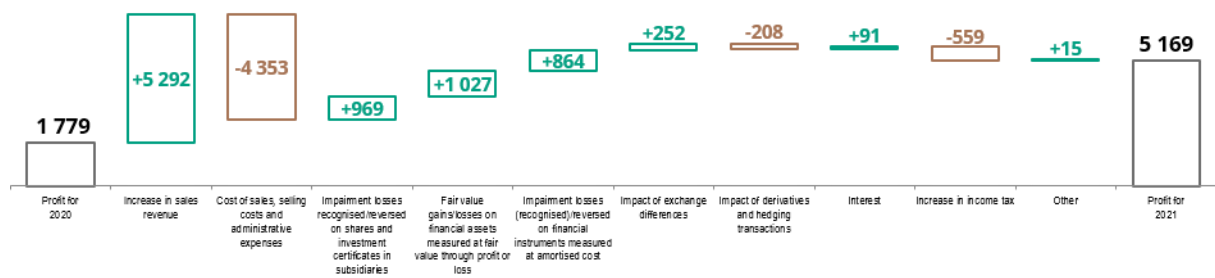 +5 292
-4 353
+969
+1 027
+864
+252
-208
+91
-559
+15
5 169
1 779
Profit for
2020
Increase in sales
revenue
Cost of sales, selling
costs and
administrative
expenses
Impairment losses
recognised/reversed
on shares and
investment
certificates in
subsidiaries
Fair value
gains/losses on
financial assets
measured at fair
value through profit or
loss
Impairment losses
(recognised)/reversed
on financial
instruments measured
at amortised cost
Impact of exchange
differences
Impact of derivatives
and hedging
transactions
Interest
Increase in income tax
Other
Profit for
2021